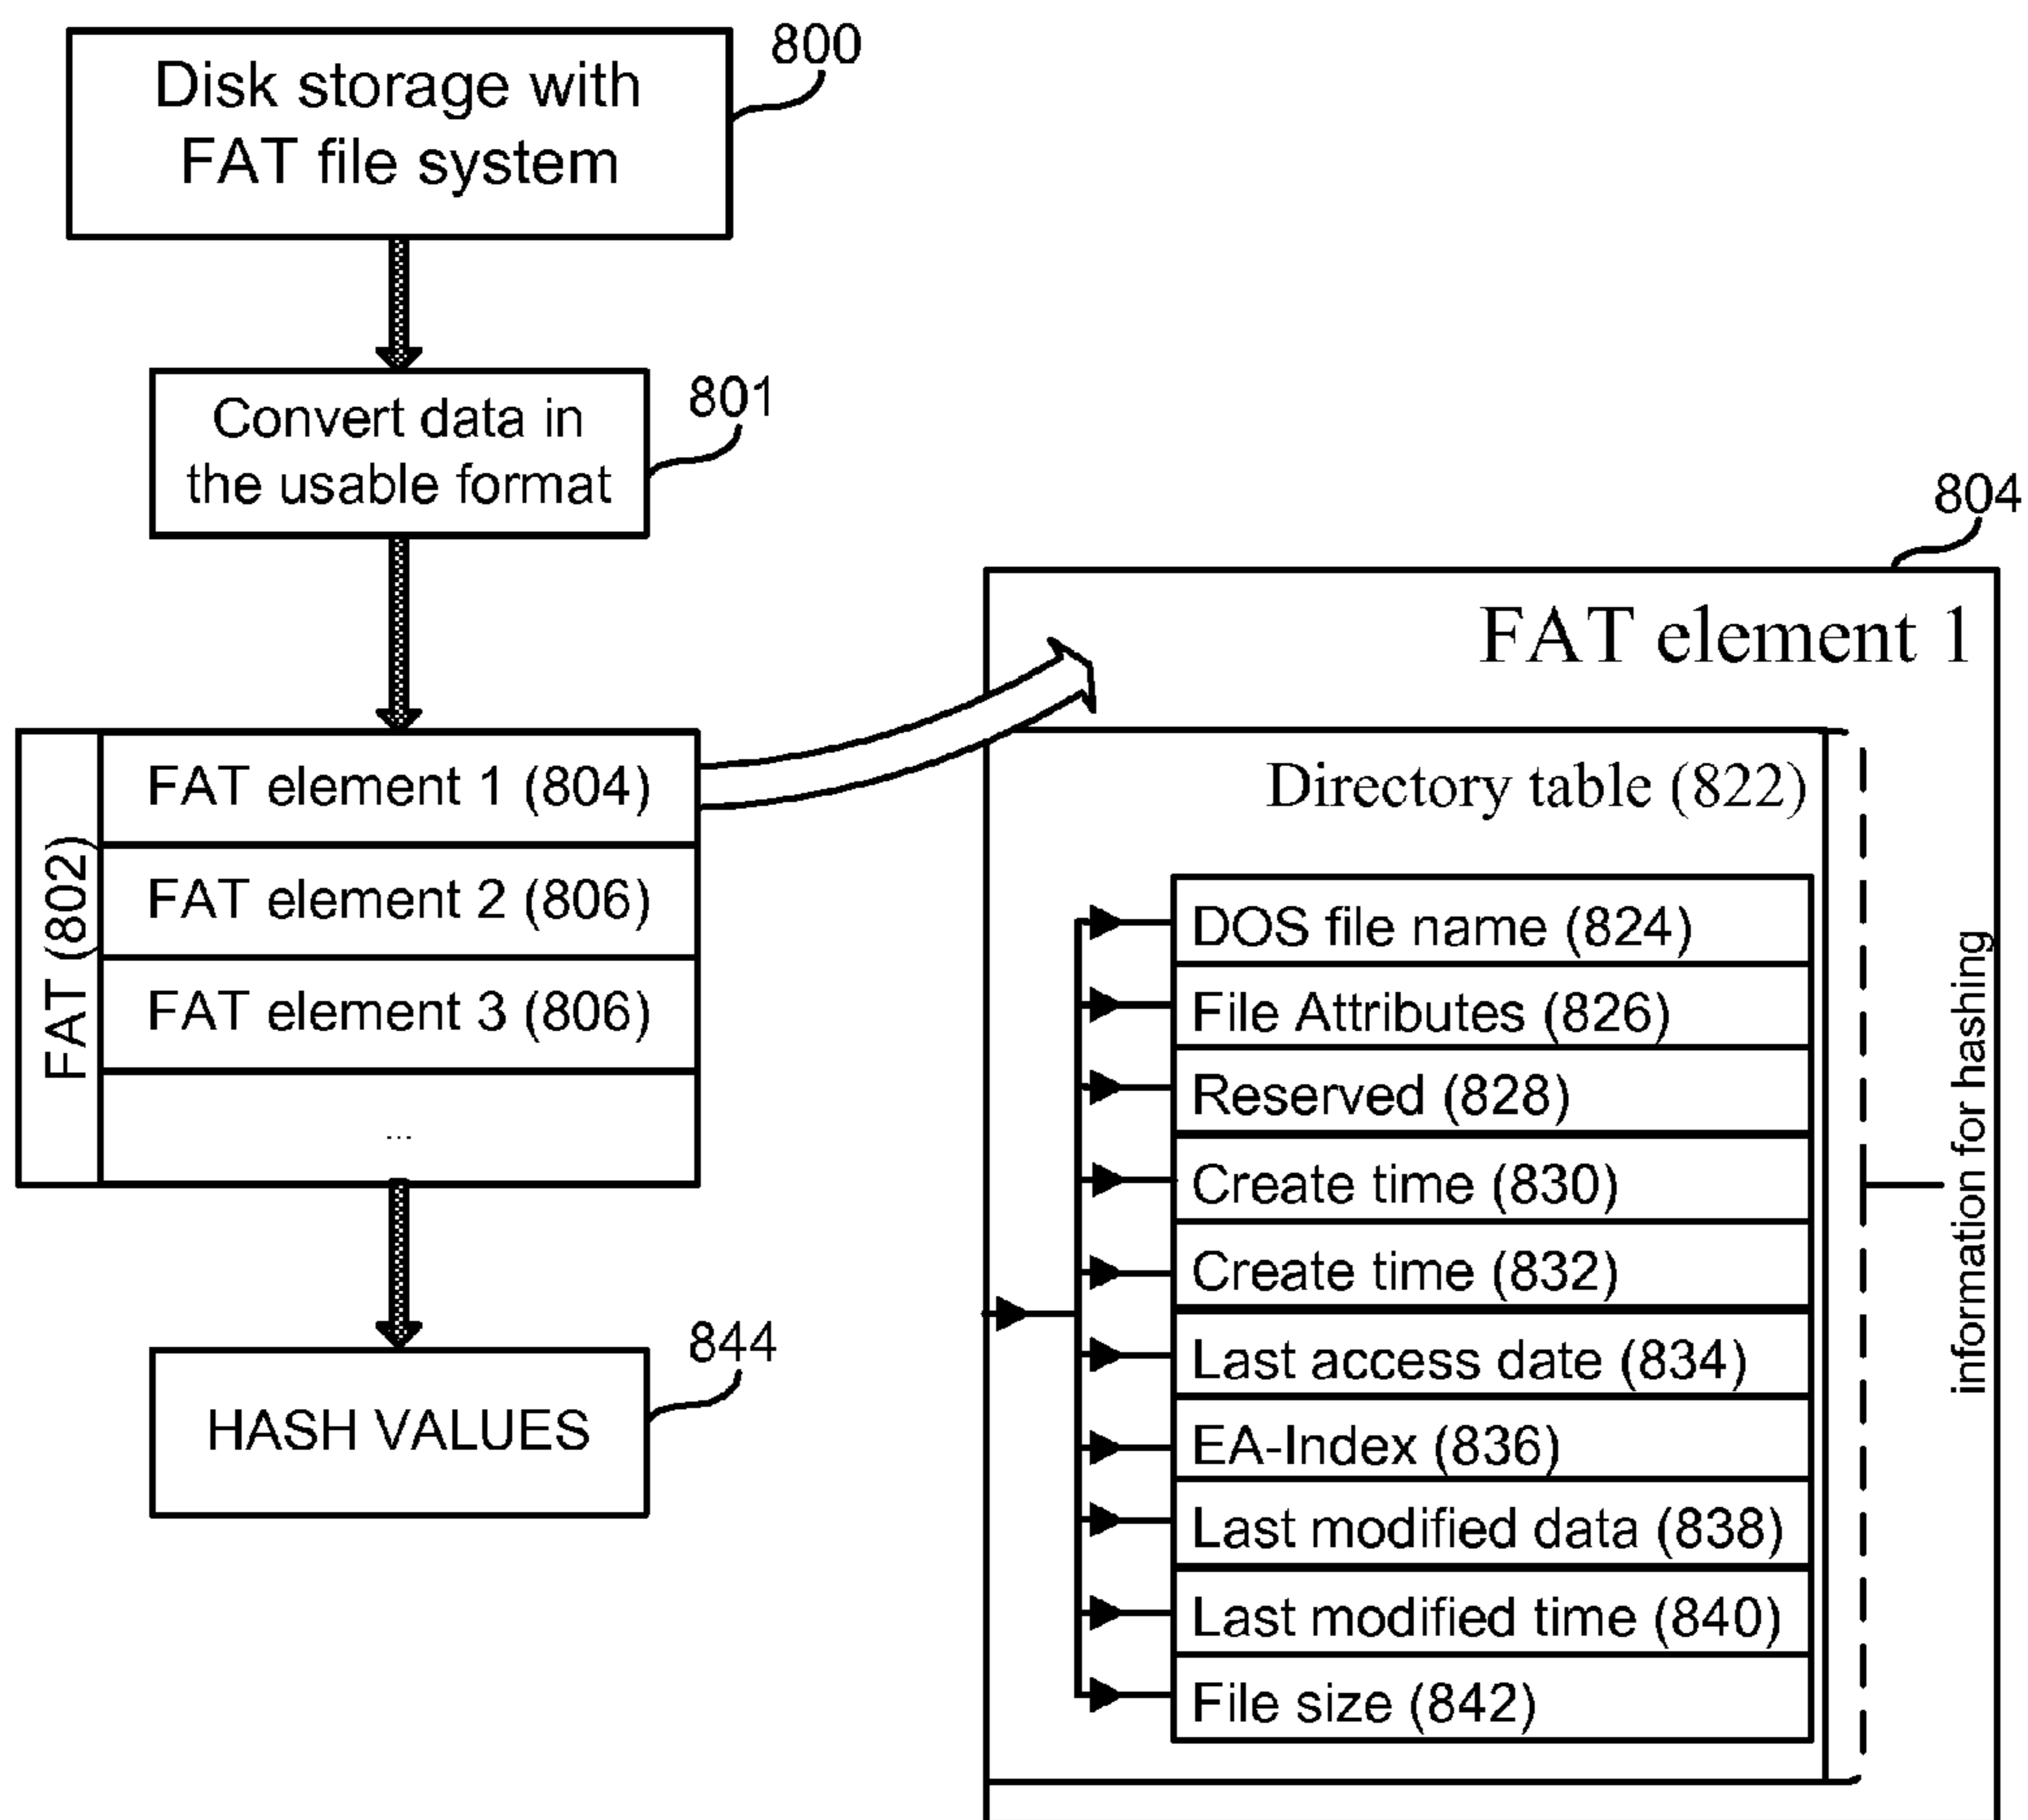 800
Disk storage with
FAT file system
801
Convert data in
the usable format
FAT (802)
FAT element 1 (804)
FAT element 2 (806)
FAT element 3 (806)
...
844
HASH VALUES
804
FAT element 1
Directory table (822)
DOS file name (824)
File Attributes (826)
Reserved (828)
Create time (830)
Create time (832)
Last access date (834)
EA-Index (836)
Last modified data (838)
Last modified time (840)
File size (842)
information for hashing